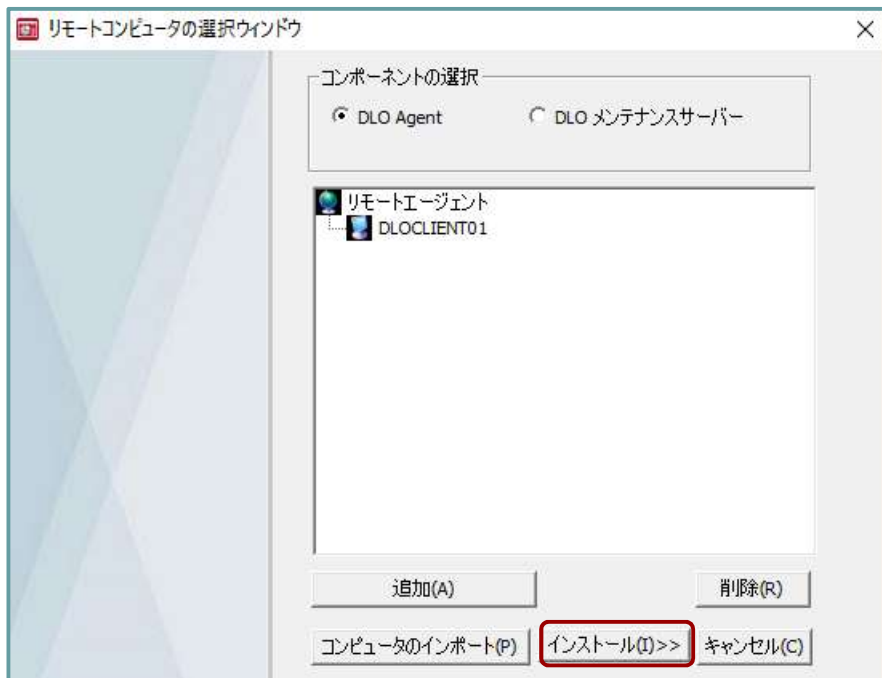 リモートコンピュータの選択ウィンドウ
コンポーネントの選択
DLO Agent DLO メンテナンスサーバー
リモートエージェント
DLOCLIENT01
追加(A) 削除(R)
コンピュータのインポート(P) インストール(I)>> キャンセル(C)